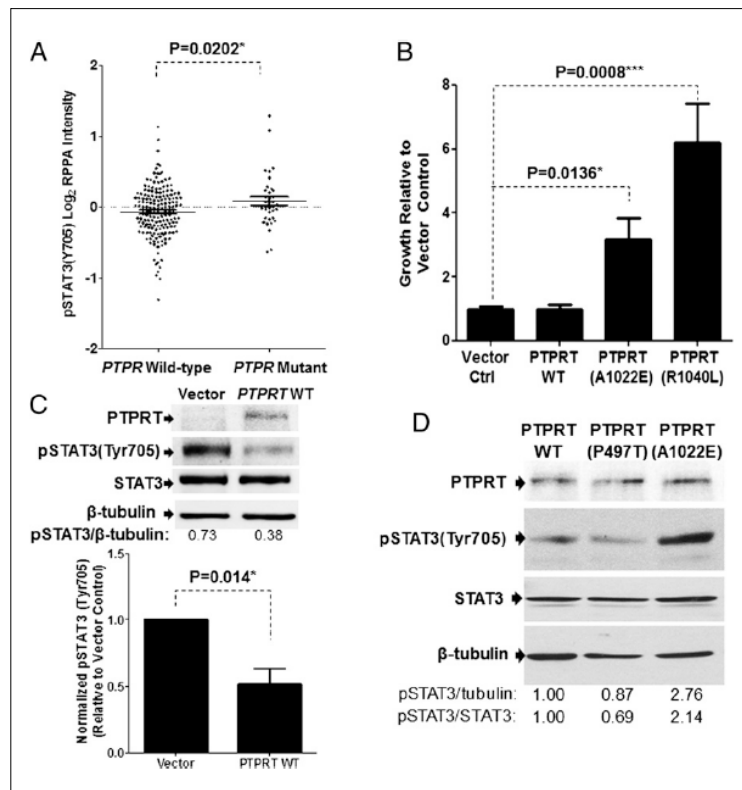 A
P=0.0202*
pSTAT3(Y705) Log2 RPPA Intensity
2
1
0
-1
-2
PTPR Wild-type
PTPR Mutant
B
P=0.0008***
P=0.0136*
Growth Relative to
Vector Control
8
6
4
2
0
Vector
Ctrl
PTPRT
WT
PTPRT
(A1022E)
PTPRT
(R1040L)
C
Vector PTPRT WT
PTPRT
pSTAT3(Tyr705)
STAT3
β-tubulin
pSTAT3/β-tubulin: 0.73 0.38
P=0.014*
Normalized pSTAT3 (Tyr705)
(Relative to Vector Control)
1.5
1.0
0.5
0.0
Vector
PTPRT WT
D
PTPRT PTPRT PTPRT
WT (P497T) (A1022E)
PTPRT
pSTAT3(Tyr705)
STAT3
β-tubulin
pSTAT3/tubulin: 1.00 0.87 2.76
pSTAT3/STAT3: 1.00 0.69 2.14